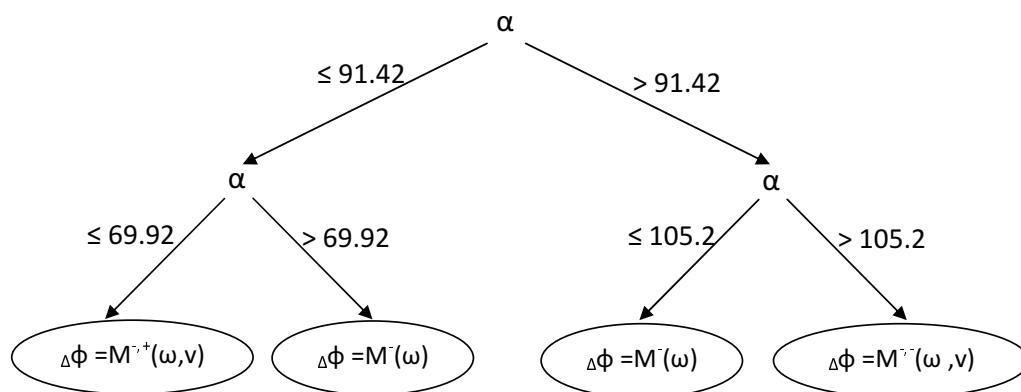 α
≤ 91.42
> 91.42
α
α
≤ 69.92
> 69.92
≤ 105.2
> 105.2
Δϕ =M⁻˒⁺(ω,v)
Δϕ =M⁻(ω)
Δϕ =M⁻(ω)
Δϕ =M⁻˒⁻(ω ,v)